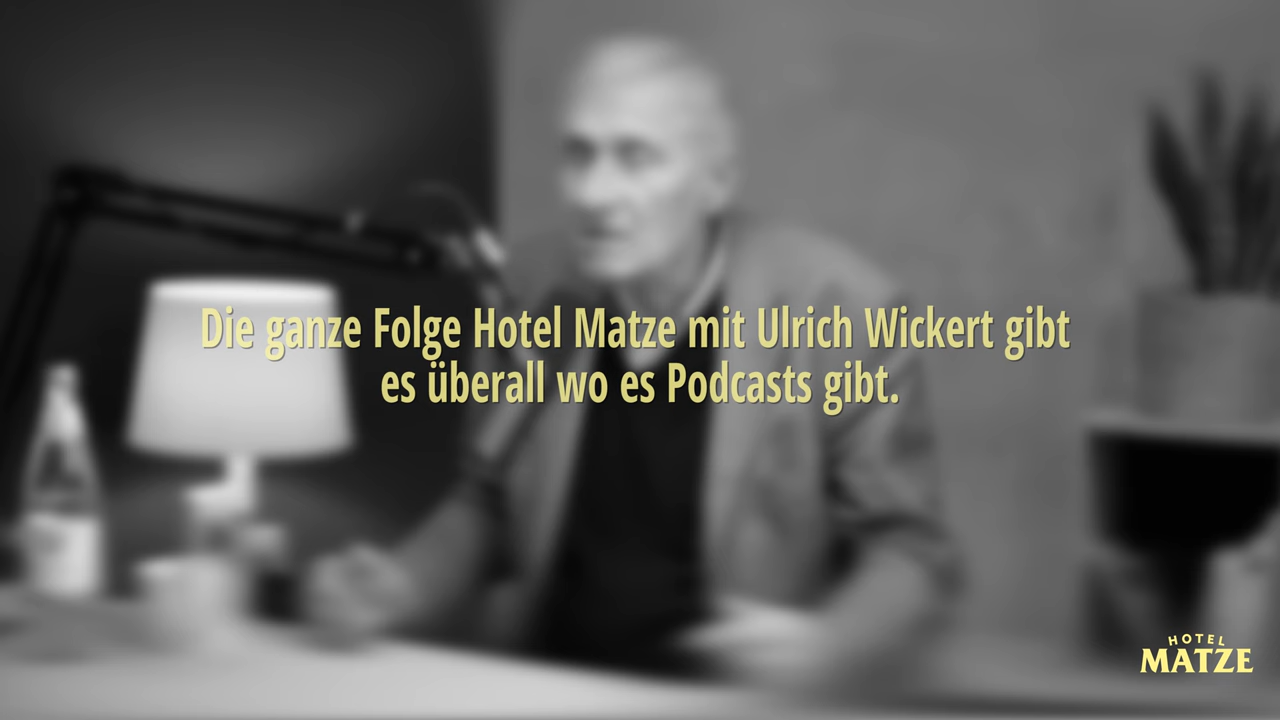 Die ganze Folge Hotel Matze mit Ulrich Wickert gibt
es überall wo es Podcasts gibt.
HOTEL
MATZE